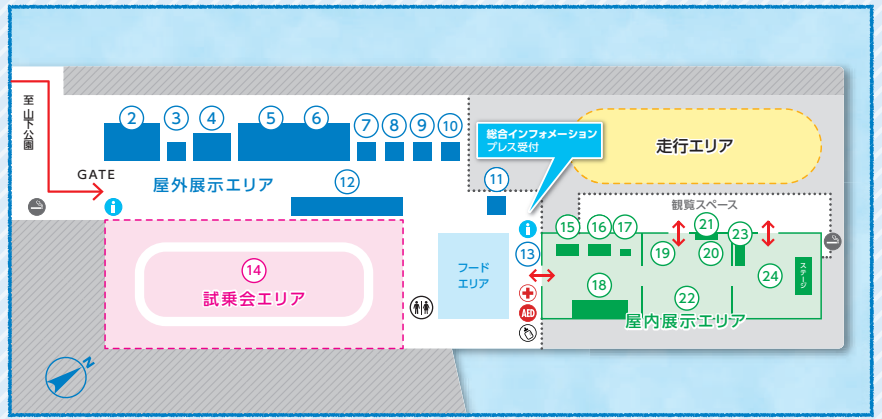 至 山下公園
GATE
2
3
4
5
6
7
8
9
10
屋外展示エリア
12
11
総合インフォメーション
プレス受付
走行エリア
観覧スペース
i
i
13
14
試乗会エリア
フード
エリア
AED
15
16
17
18
19
20
21
22
23
24
ステージ
屋内展示エリア
N